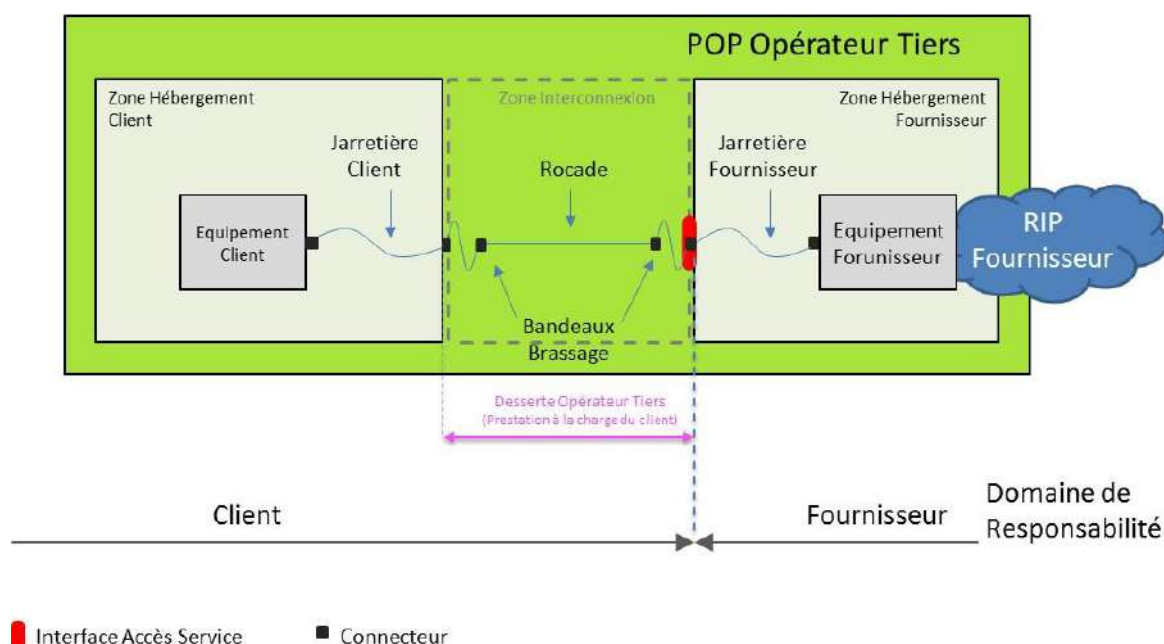 POP Opérateur Tiers
Zone Hébergement
Client
Zone Interconnexion
Zone Hébergement
Fournisseur
Jarretière
Client
Rocade
Jarretière
Fournisseur
Equipement
Client
Equipement
Forunisseur
RIP
Fournisseur
Bandeaux
Brassage
Desserte Opérateur Tiers
(Prestation à la charge du client)
Client
Fournisseur
Domaine de
Responsabilité
Interface Accès Service
Connecteur